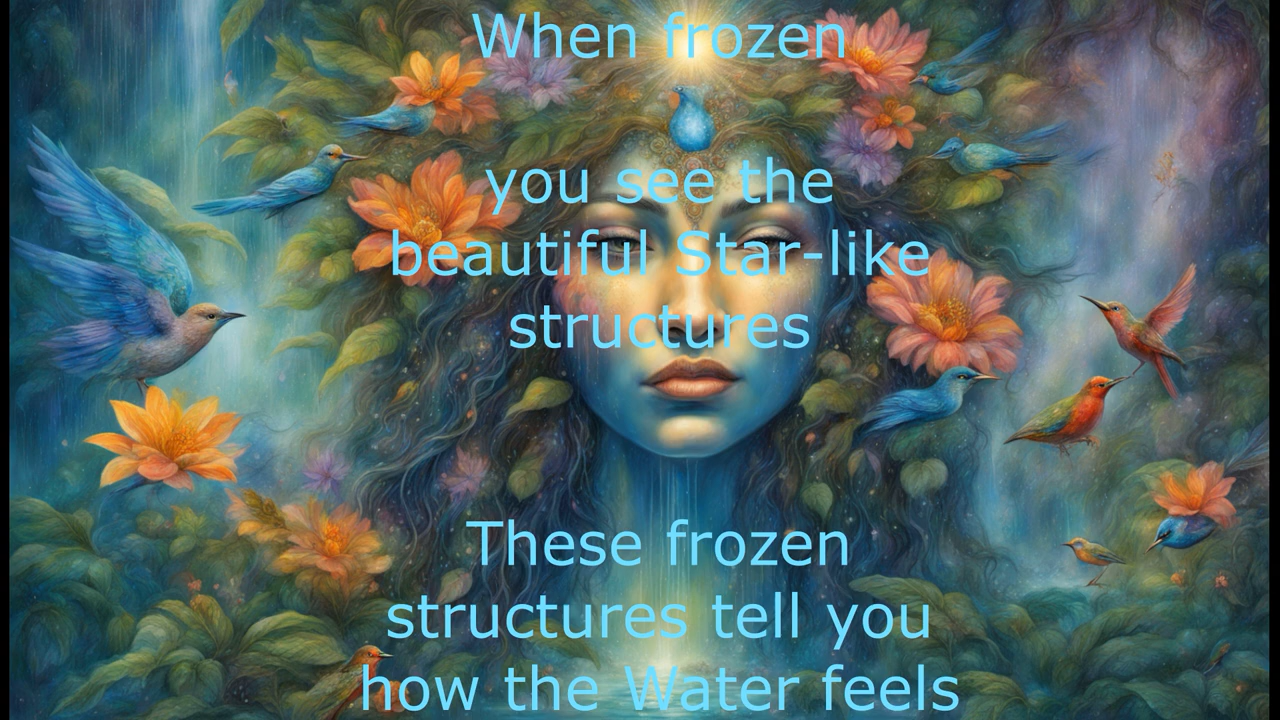 When frozen
you see the
beautiful Star-like
structures
These frozen
structures tell you
how the Water feels